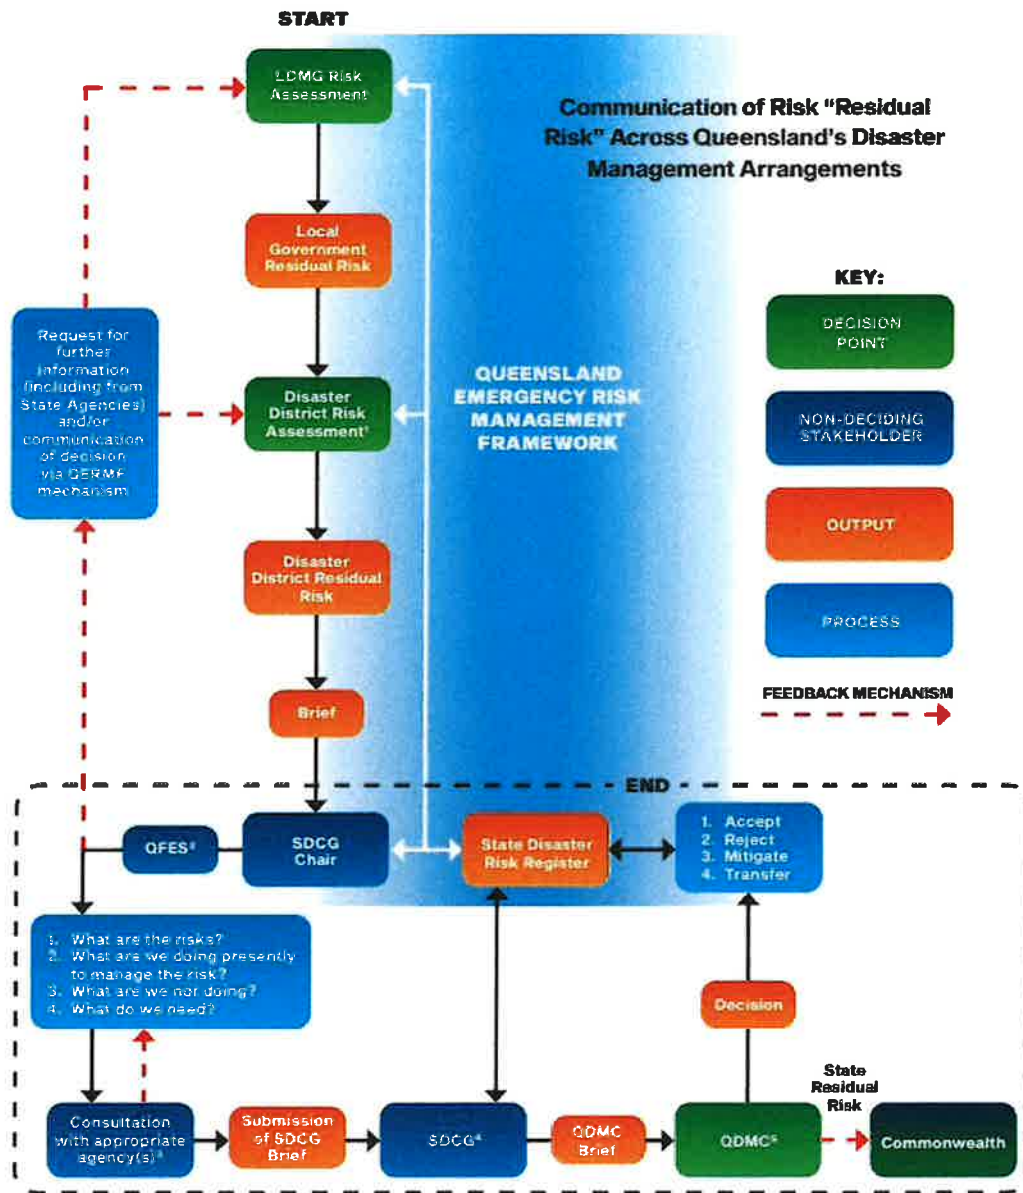 START
LDMG Risk
Assessment
Communication of Risk "Residual
Risk" Across Queensland's Disaster
Management Arrangements
Local
Government
Residual Risk
KEY:
DECISION
POINT
NON-DECIDING
STAKEHOLDER
OUTPUT
PROCESS
FEEDBACK MECHANISM
Request for
further
information
(including from
State Agencies)
and/or
communication
of decision
via QERMF
mechanism
QUEENSLAND
EMERGENCY RISK
MANAGEMENT
FRAMEWORK
Disaster
District Risk
Assessment¹
Disaster
District Residual
Risk
Brief
END
QFES²
SDCG
Chair
State Disaster
Risk Register
1. Accept
2. Reject
3. Mitigate
4. Transfer
1. What are the risks?
2. What are we doing presently
to manage the risk?
3. What are we not doing?
4. What do we need?
Decision
State
Residual
Risk
Consultation
with appropriate
agency(s)³
Submission
of SDCG
Brief
SDCG⁴
QDMC
Brief
QDMC⁵
Commonwealth